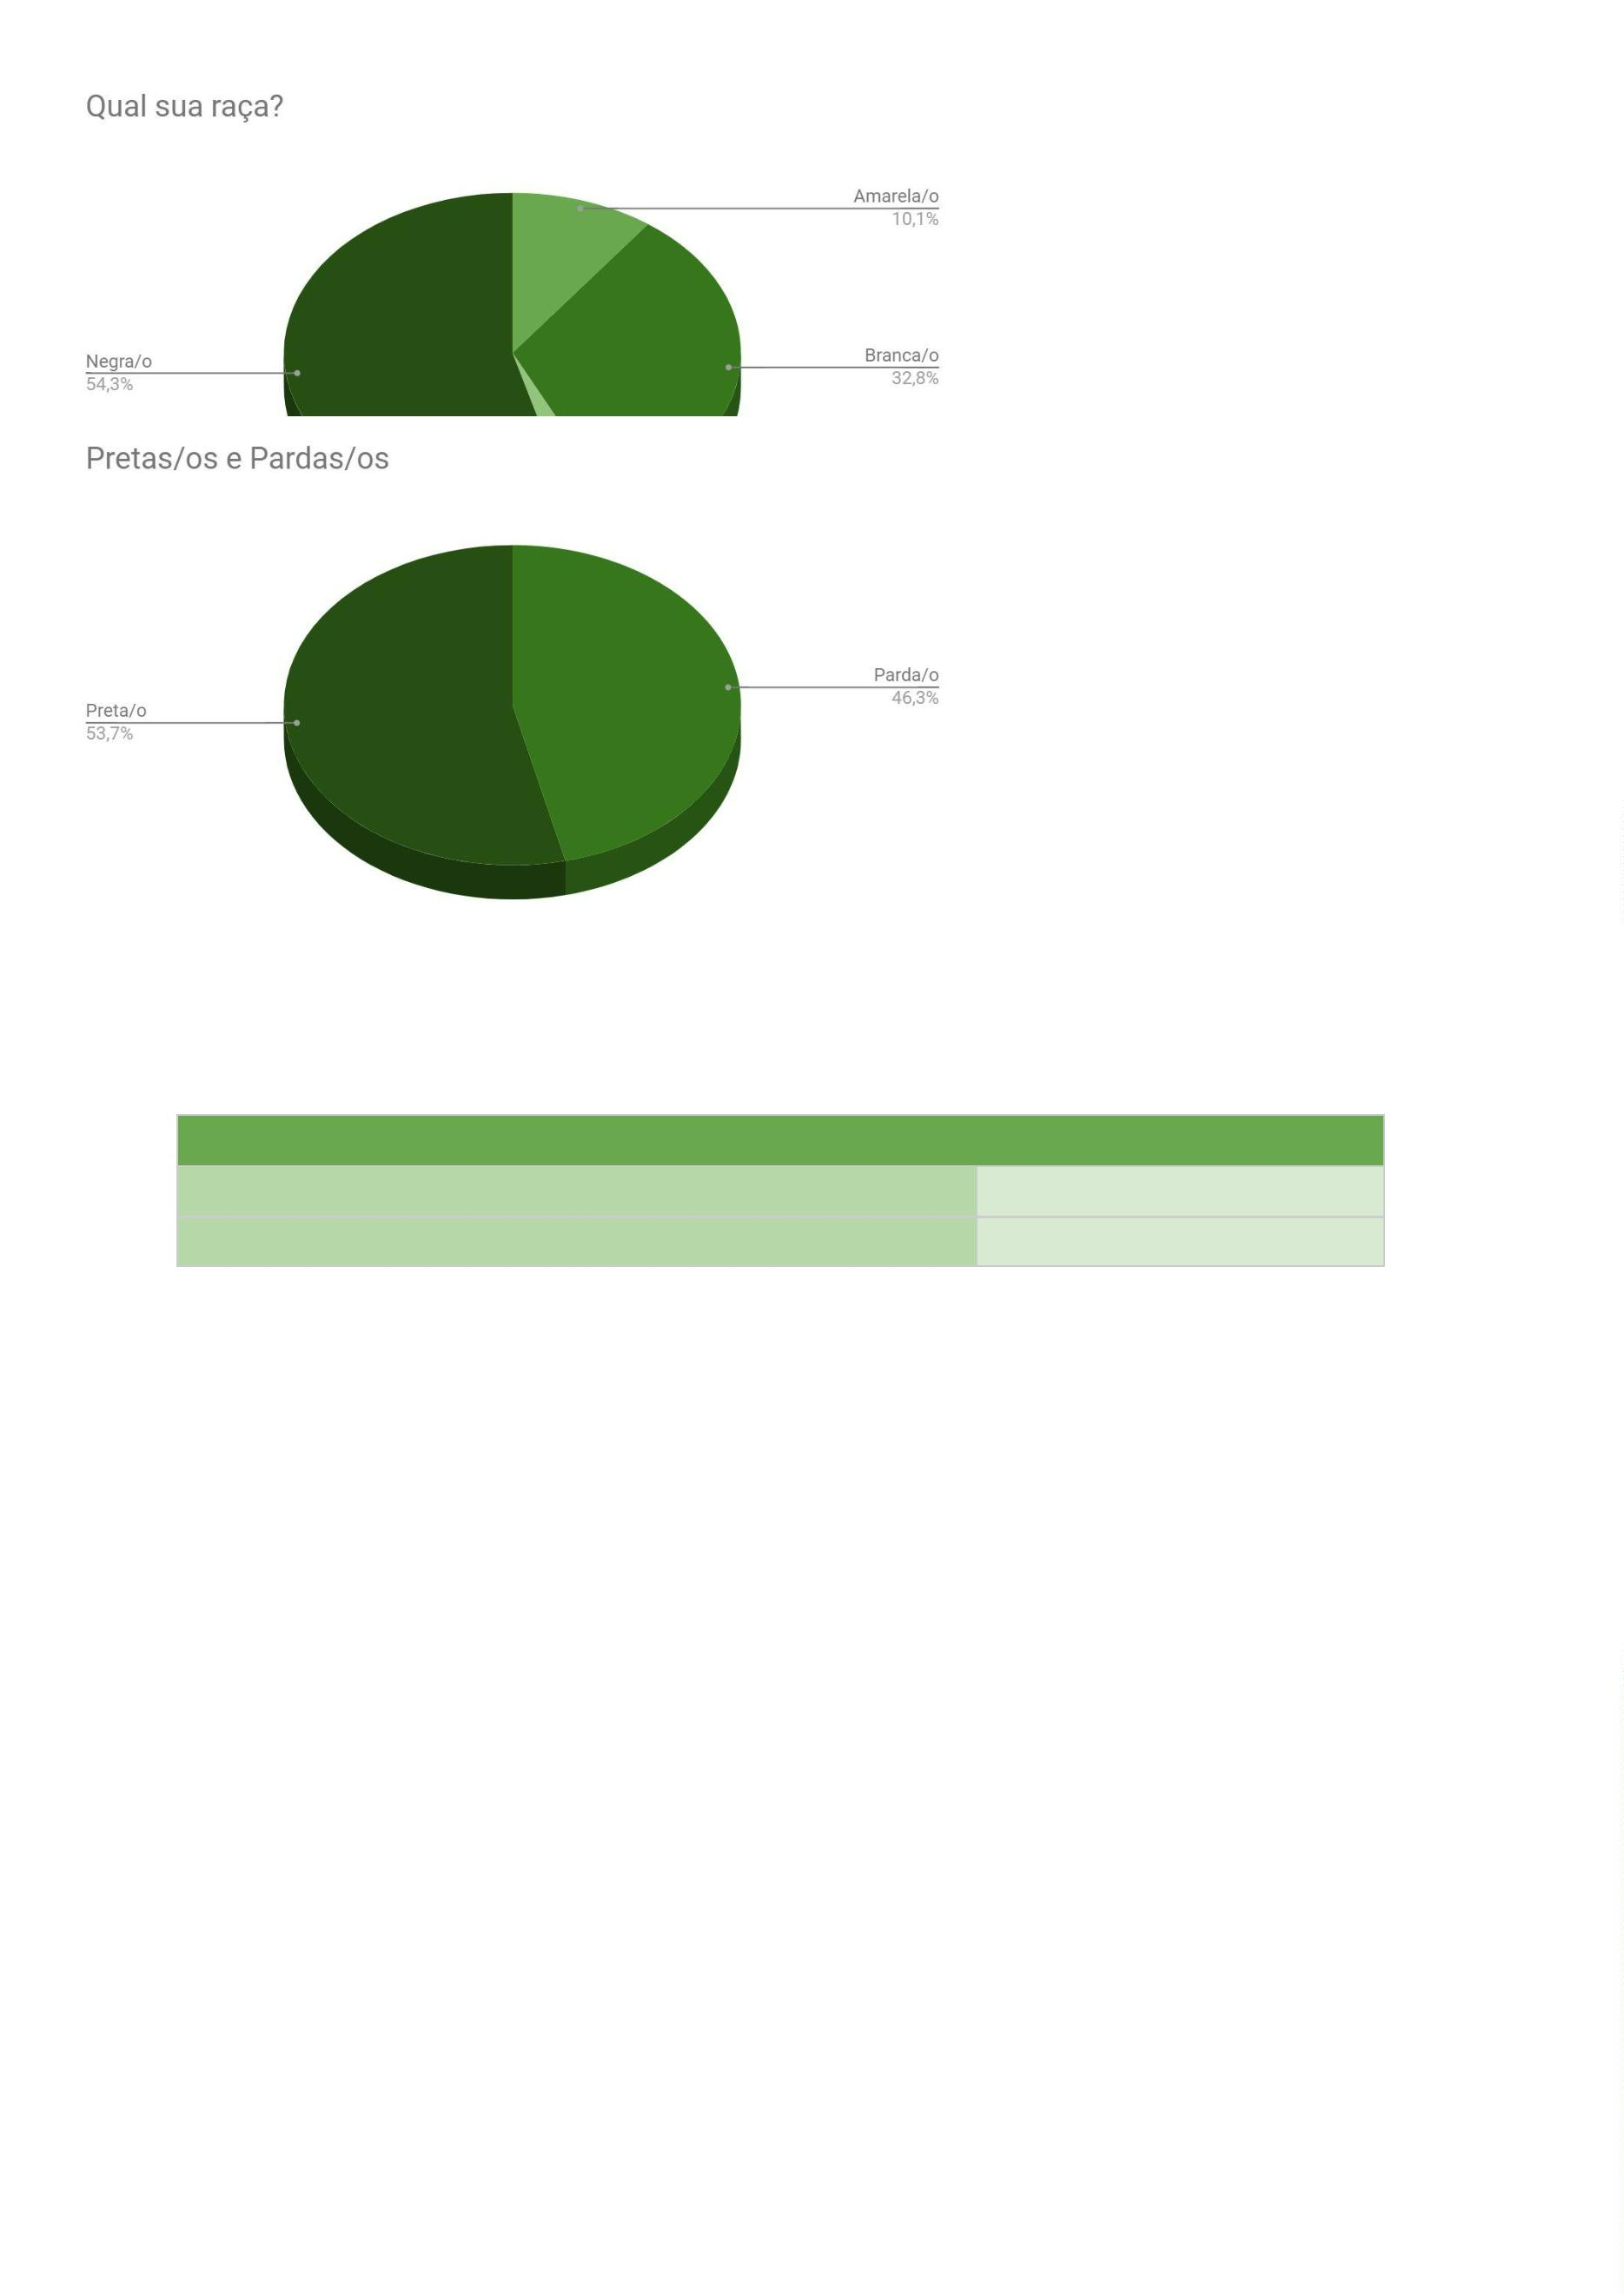 Qual sua raça?
Amarela/o
10,1%
Negra/o
54,3%
Branca/o
32,8%
Pretas/os e Pardas/os
Parda/o
46,3%
Preta/o
53,7%